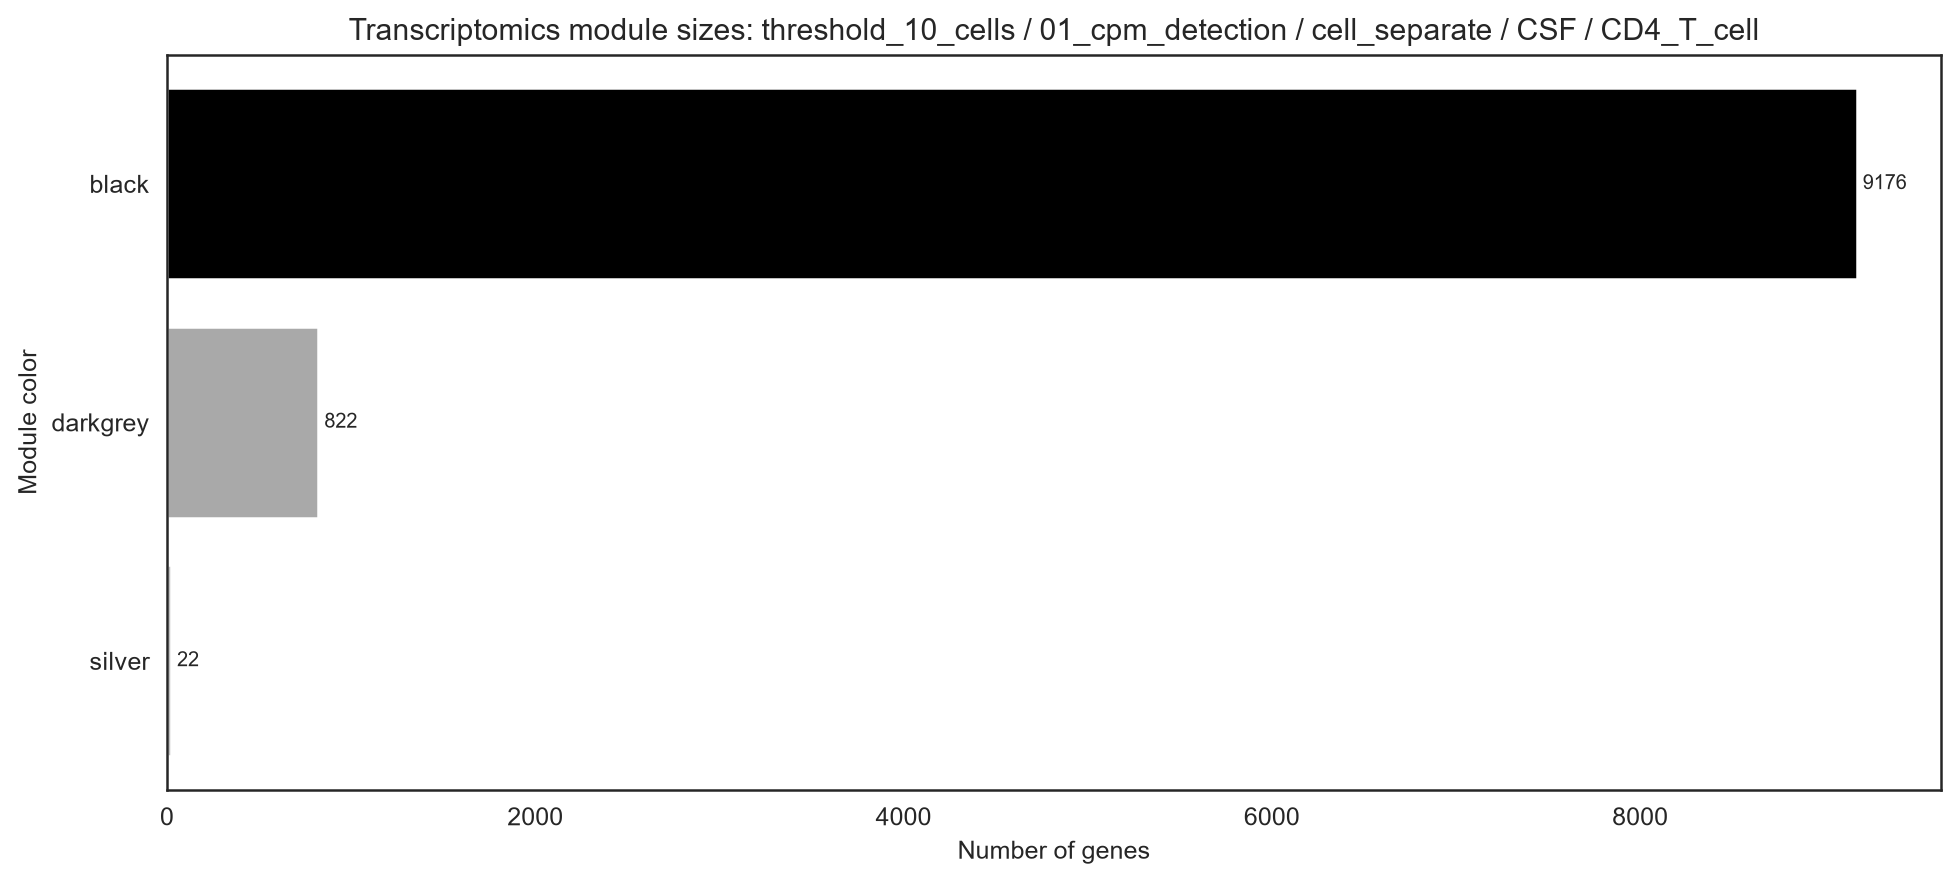 Transcriptomics module sizes: threshold_10_cells / 01_cpm_detection / cell_separate / CSF / CD4_T_cell
Module color
black
9176
darkgrey
822
silver
22
0 2000 4000 6000 8000
Number of genes